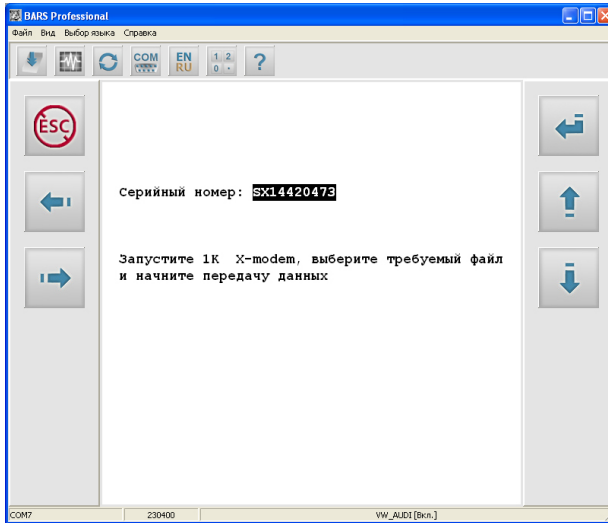 BARS Professional
Файл Вид Выбор языка Справка
COM EN RU 1 2 0 - ?
ESC
Серийный номер: SX14420473
Запустите 1К X-modem, выберите требуемый файл
и начните передачу данных
COM7 230400 VW_AUDI [Вкл.]